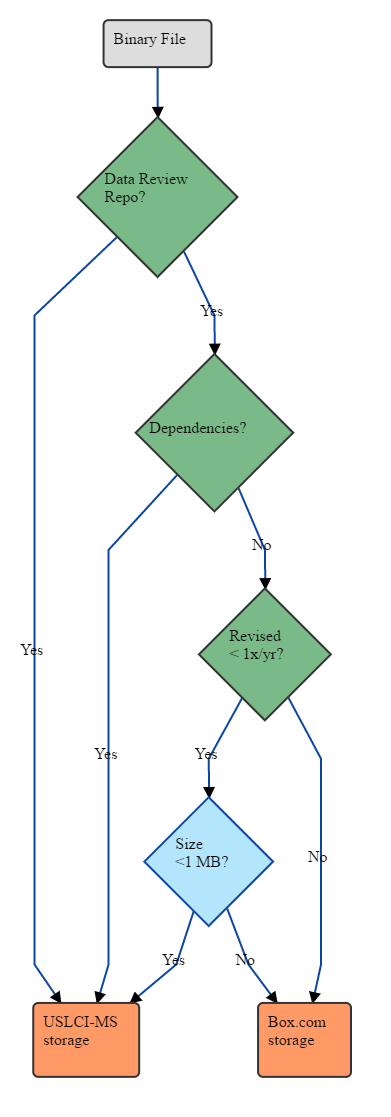 Binary File
Data Review
Repo?
Yes
Dependencies?
No
Revised
< 1x/yr?
Yes
Yes
Yes
Size
<1 MB?
No
Yes
No
USLCI-MS
storage
Box.com
storage